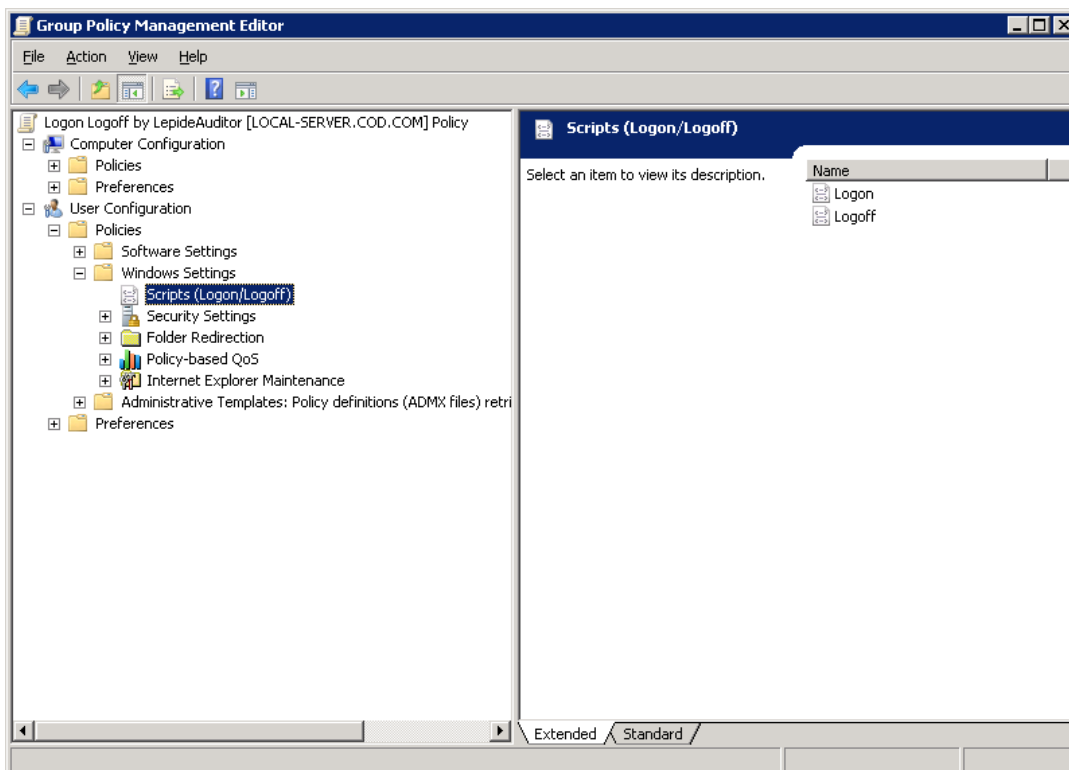 Group Policy Management Editor
File Action View Help
Logon Logoff by LepideAuditor [LOCAL-SERVER.COD.COM] Policy
Computer Configuration
Policies
Preferences
User Configuration
Policies
Software Settings
Windows Settings
Scripts (Logon/Logoff)
Security Settings
Folder Redirection
Policy-based QoS
Internet Explorer Maintenance
Administrative Templates: Policy definitions (ADMX files) retri
Preferences
Scripts (Logon/Logoff)
Select an item to view its description.
Name
Logon
Logoff
Extended Standard